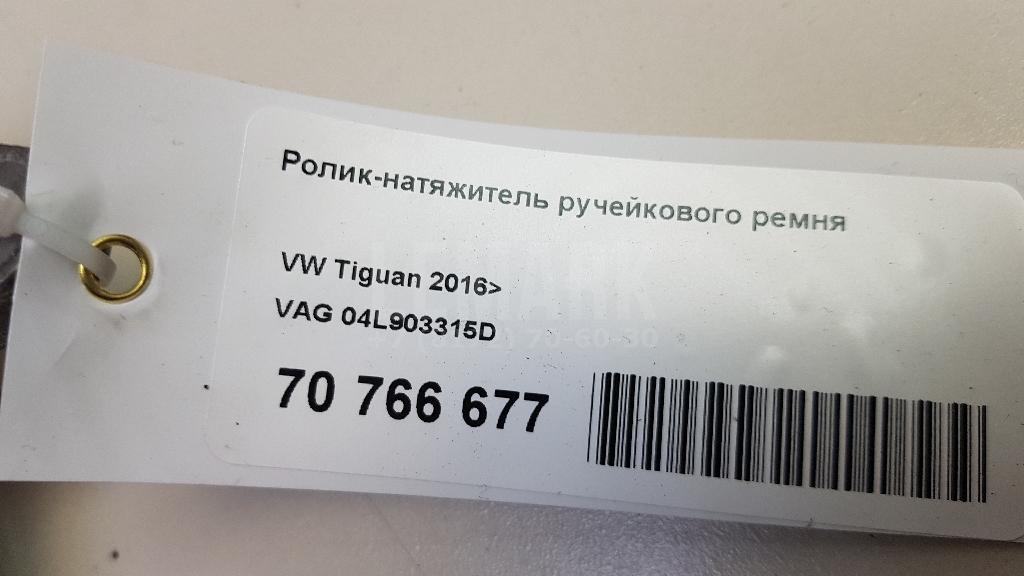 Ролик-натяжитель ручейкового ремня
VW Tiguan 2016>
VAG 04L903315D
70 766 677